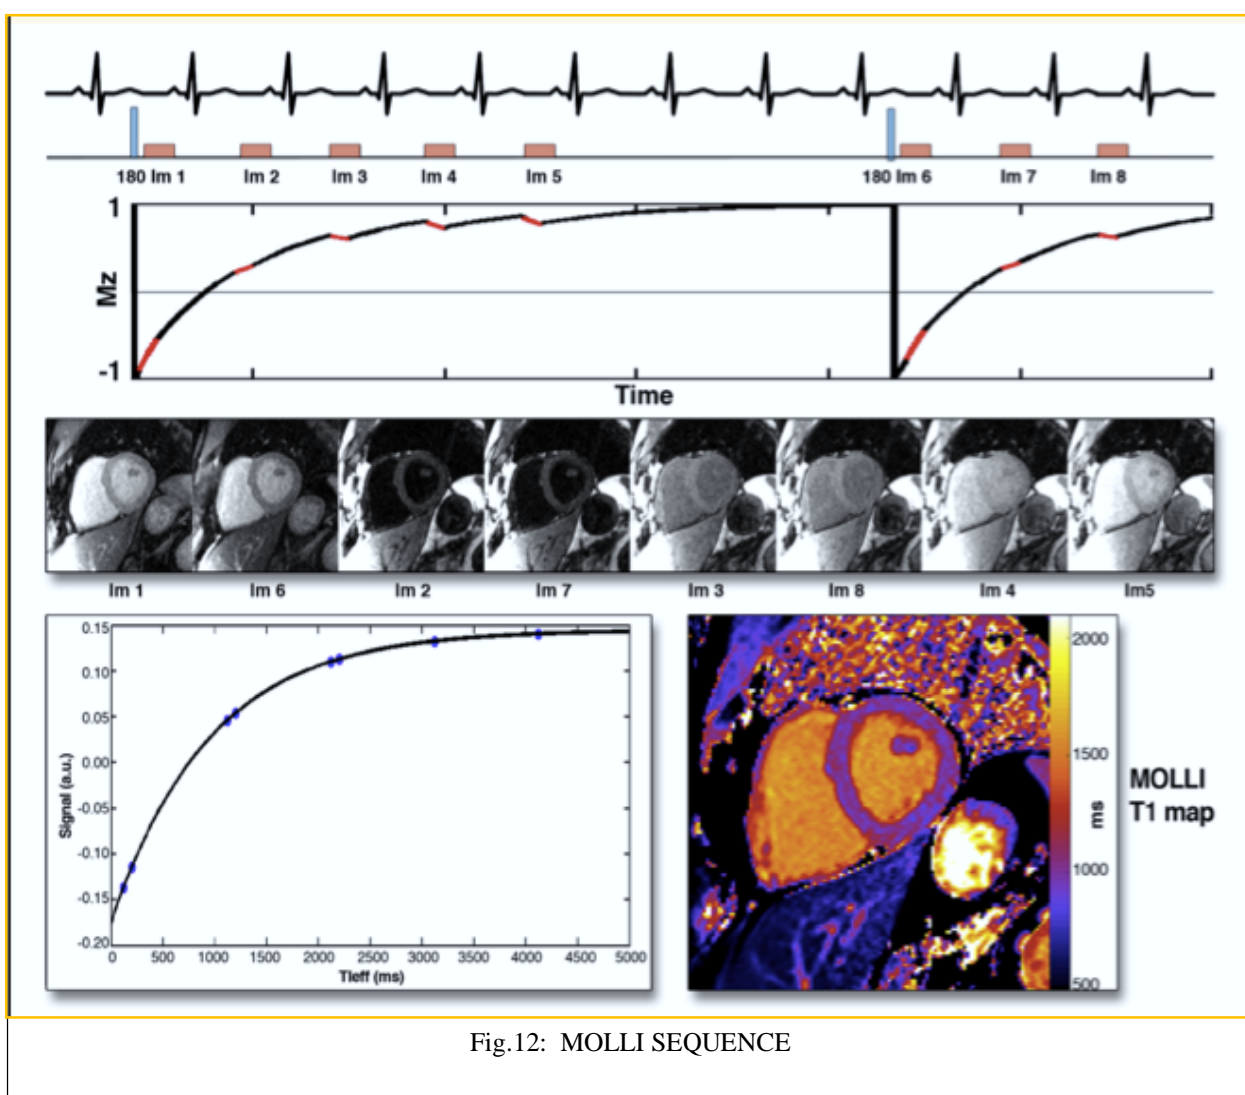 180 Im 1 Im 2 Im 3 Im 4 Im 5 180 Im 6 Im 7 Im 8
1
Mz
-1
Time
Im 1 Im 6 Im 2 Im 7 Im 3 Im 8 Im 4 Im5
0.15
0.10
0.05
0.00
-0.05
-0.10
-0.15
-0.20
Signal (a.u.)
0 500 1000 1500 2000 2500 3000 3500 4000 4500 5000
TIeff (ms)
2000
1500
1000
500
ms
MOLLI
T1 map
Fig.12: MOLLI SEQUENCE